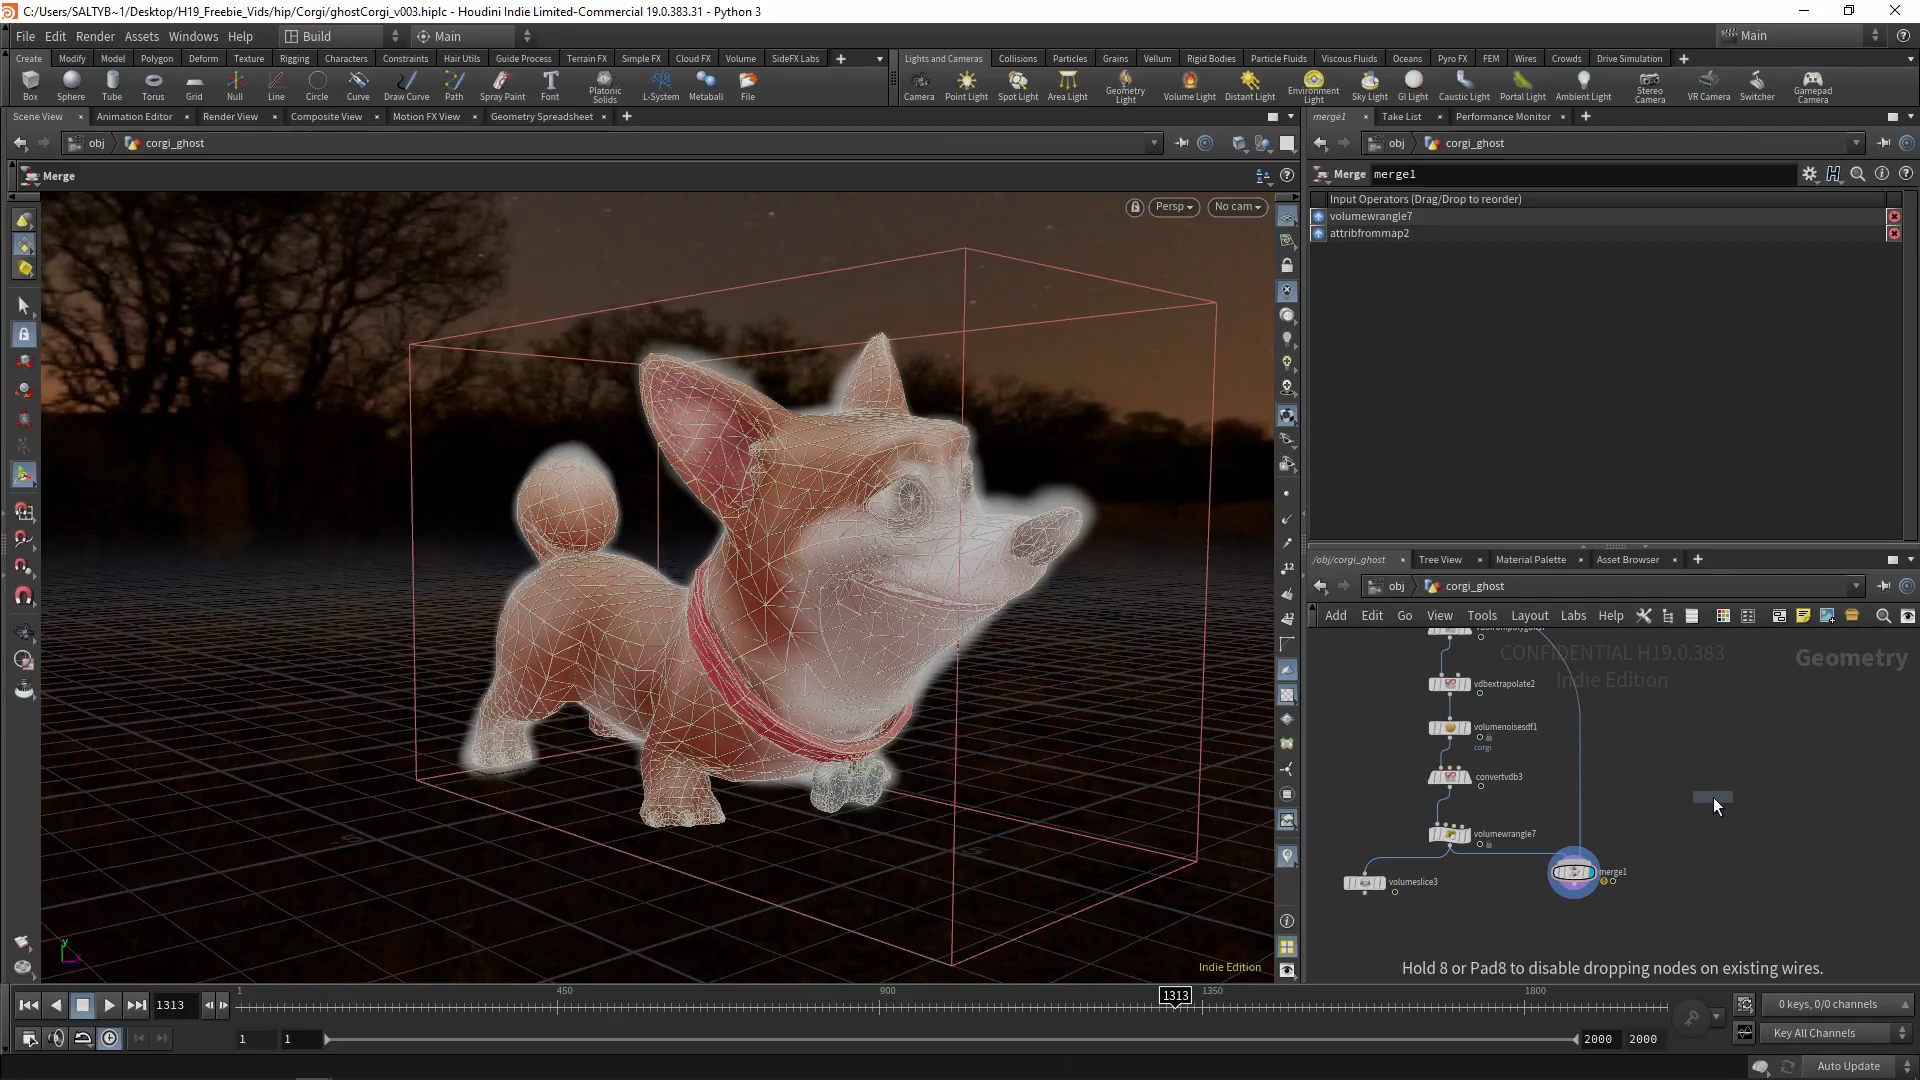 C:/Users/SALTYB~1/Desktop/H19_Freebie_Vids/hip/Corgi/ghostCorgi_v003.hiplc - Houdini Indie Limited-Commercial 19.0.383.31 - Python 3
File Edit Render Assets Windows Help Build Main Main
Create Modify Model Polygon Deform Texture Rigging Characters Constraints Hair Utils Guide Process Terrain FX Simple FX Cloud FX Volume SideFX Labs
Lights and Cameras Collisions Particles Grains Vellum Rigid Bodies Particle Fluids Viscous Fluids Oceans Pyro FX FEM Wires Crowds Drive Simulation
Box Sphere Tube Torus Grid Null Line Circle Curve Draw Curve Path Spray Paint Font Platonic Solids L-System Metaball File
Camera Point Light Spot Light Area Light Geometry Light Volume Light Distant Light Environment Light Sky Light GI Light Caustic Light Portal Light Ambient Light Stereo Camera VR Camera Switcher Gamepad Camera
Scene View Animation Editor Render View Composite View Motion FX View Geometry Spreadsheet
merge1 Take List Performance Monitor
obj corgi_ghost
obj corgi_ghost
Merge
Merge merge1
Input Operators (Drag/Drop to reorder)
volumewrangle7
attribfrommap2
Persp No cam
Indie Edition
/obj/corgi_ghost Tree View Material Palette Asset Browser
obj corgi_ghost
Add Edit Go View Tools Layout Labs Help
CONFIDENTIAL H19.0.383
Indie Edition
Geometry
vdbextrapolate2
volumenoisesdf1
corgi
convertvdb3
volumewrangle7
volumeslice3
merge1
Hold 8 or Pad8 to disable dropping nodes on existing wires.
1313 1 450 900 1313 1350 1800
0 keys, 0/0 channels
1 1 2000 2000
Key All Channels
Auto Update